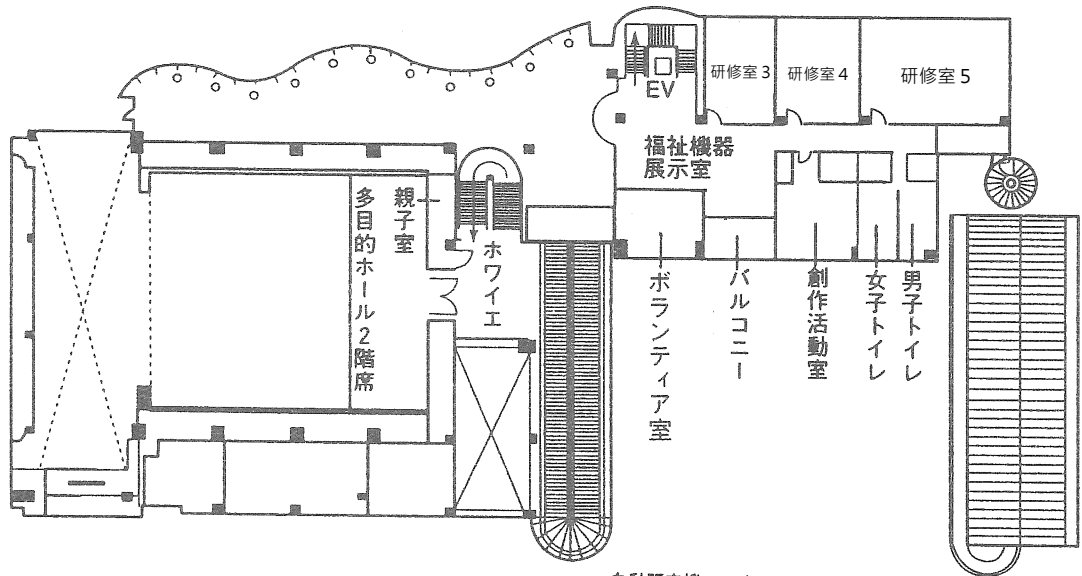 研修室3
研修室4
研修室5
EV
福祉機器
展示室
親子室
多目的ホール2階席
ホワイエ
ボランティア室
バルコニー
創作活動室
女子トイレ
男子トイレ